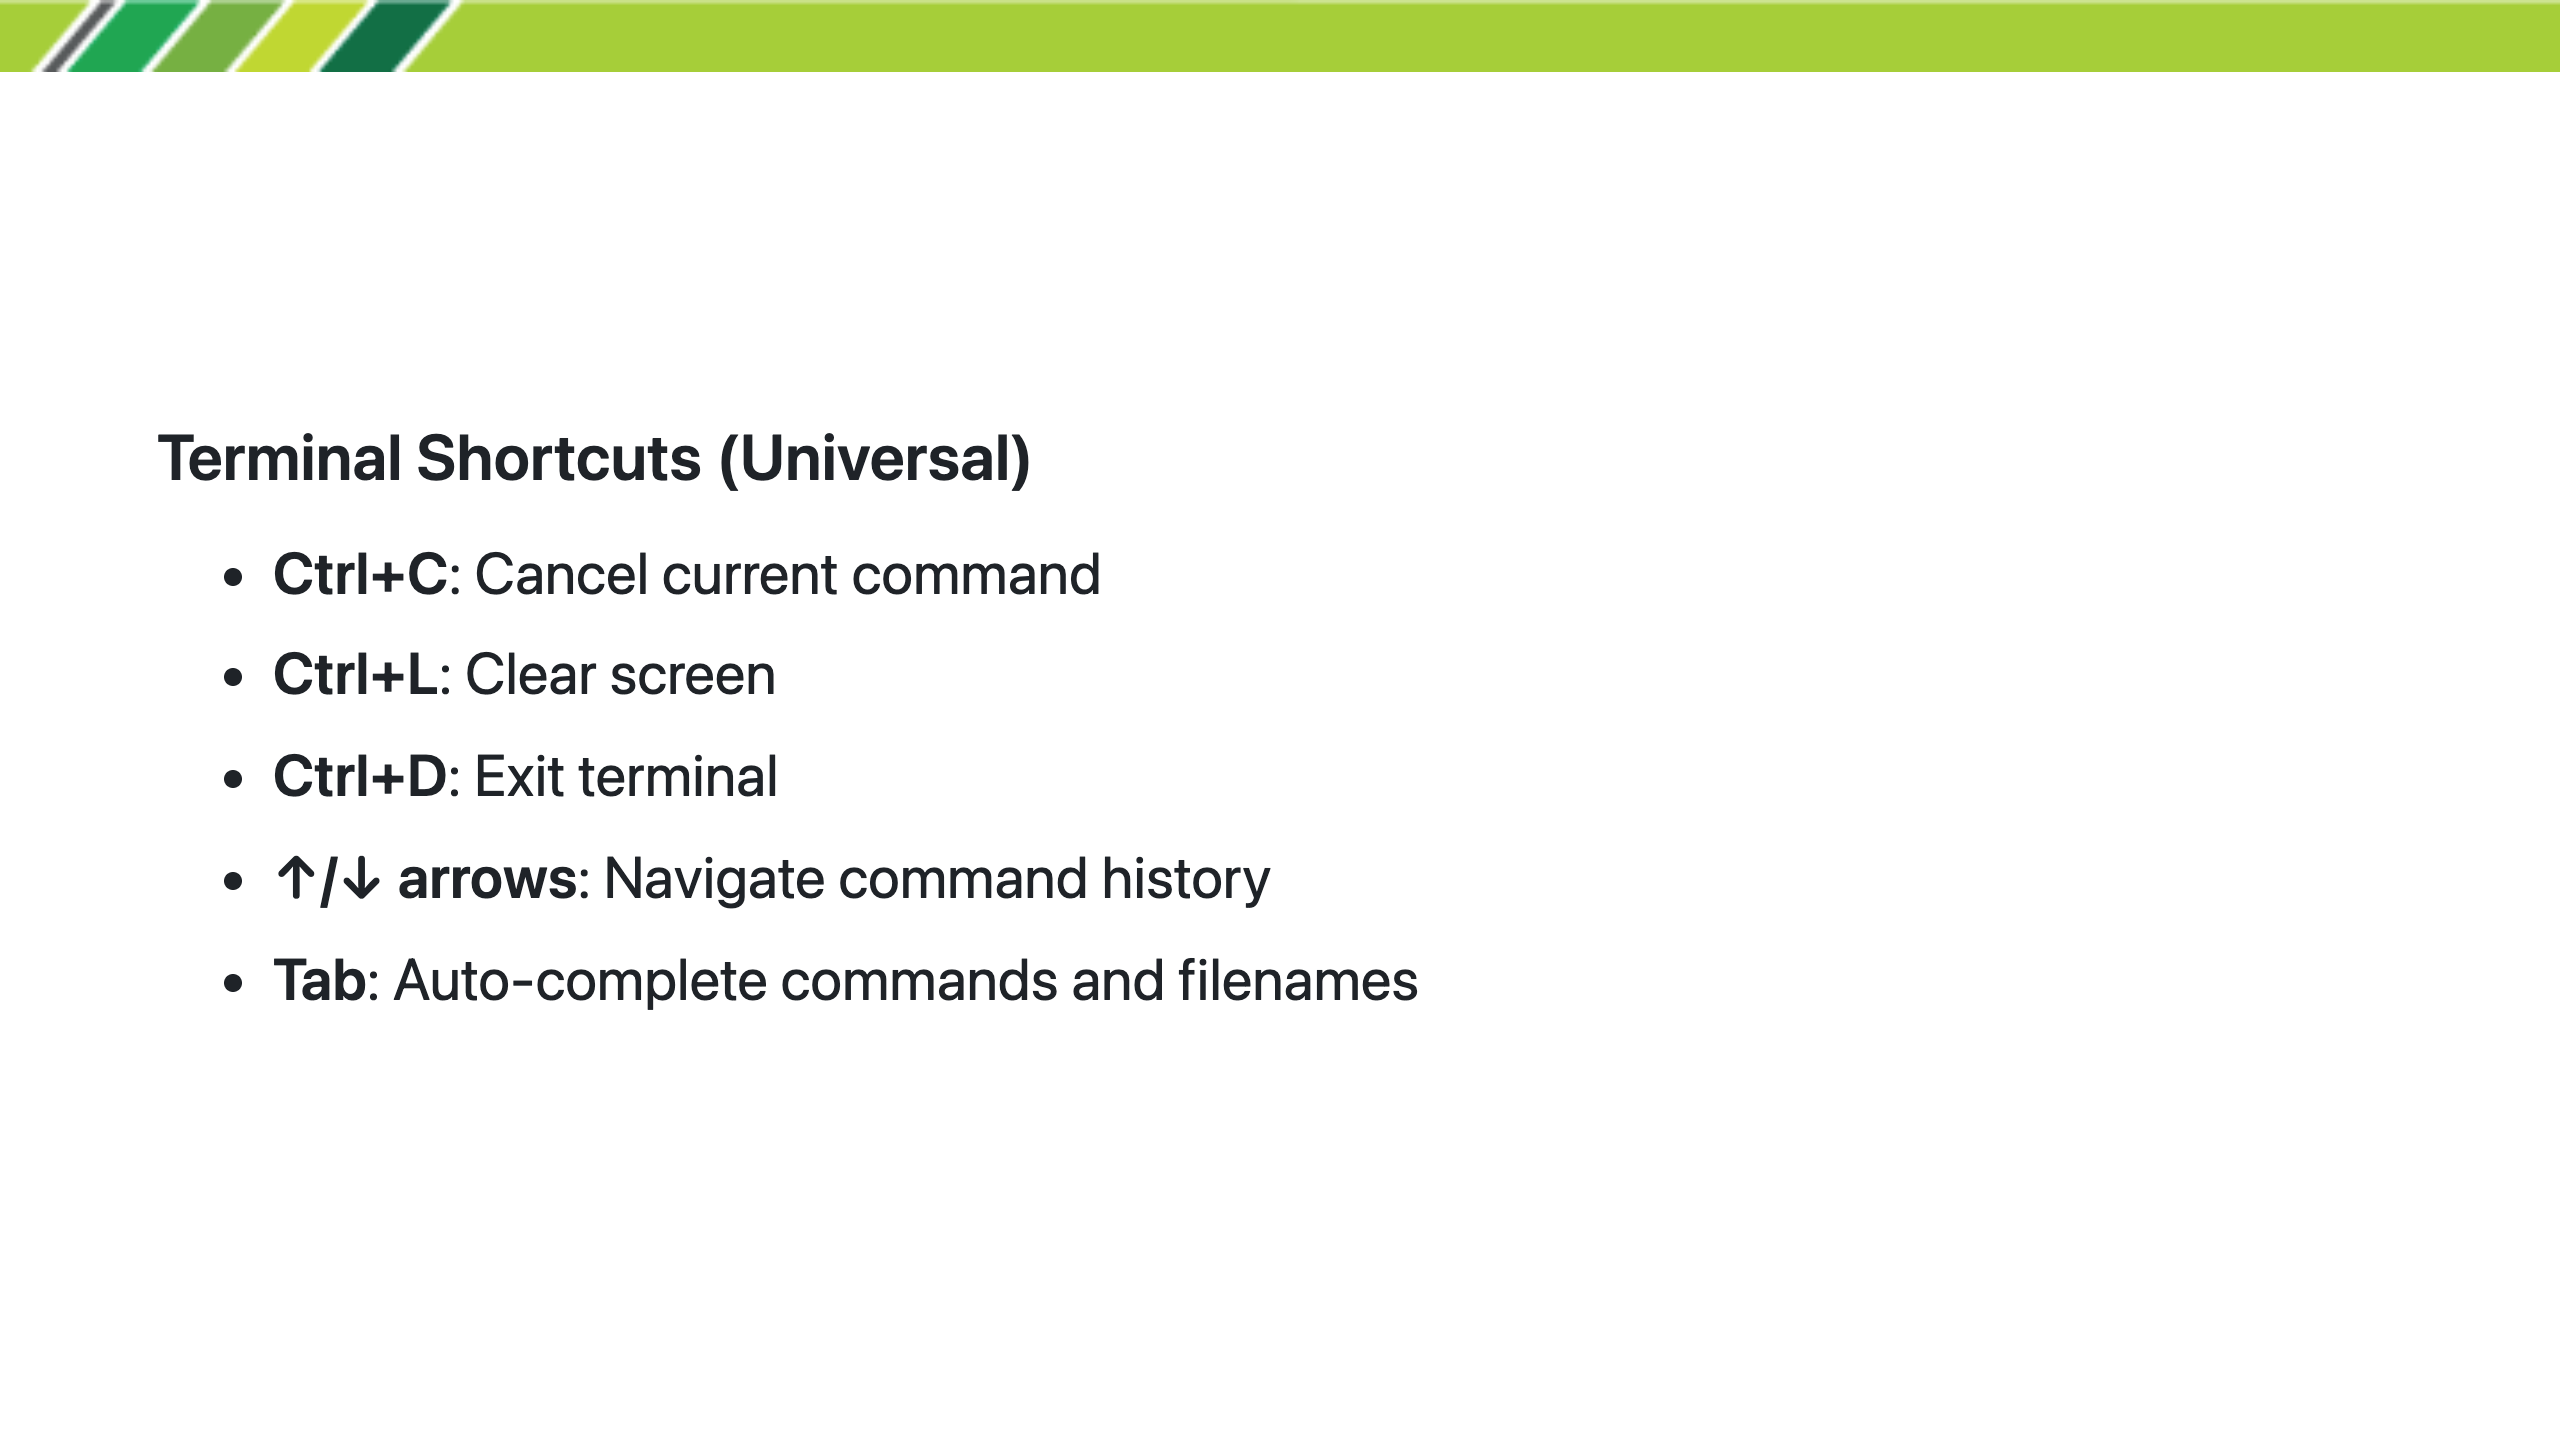 Terminal Shortcuts (Universal)
• Ctrl+C: Cancel current command
• Ctrl+L: Clear screen
• Ctrl+D: Exit terminal
• ↑/↓ arrows: Navigate command history
• Tab: Auto-complete commands and filenames